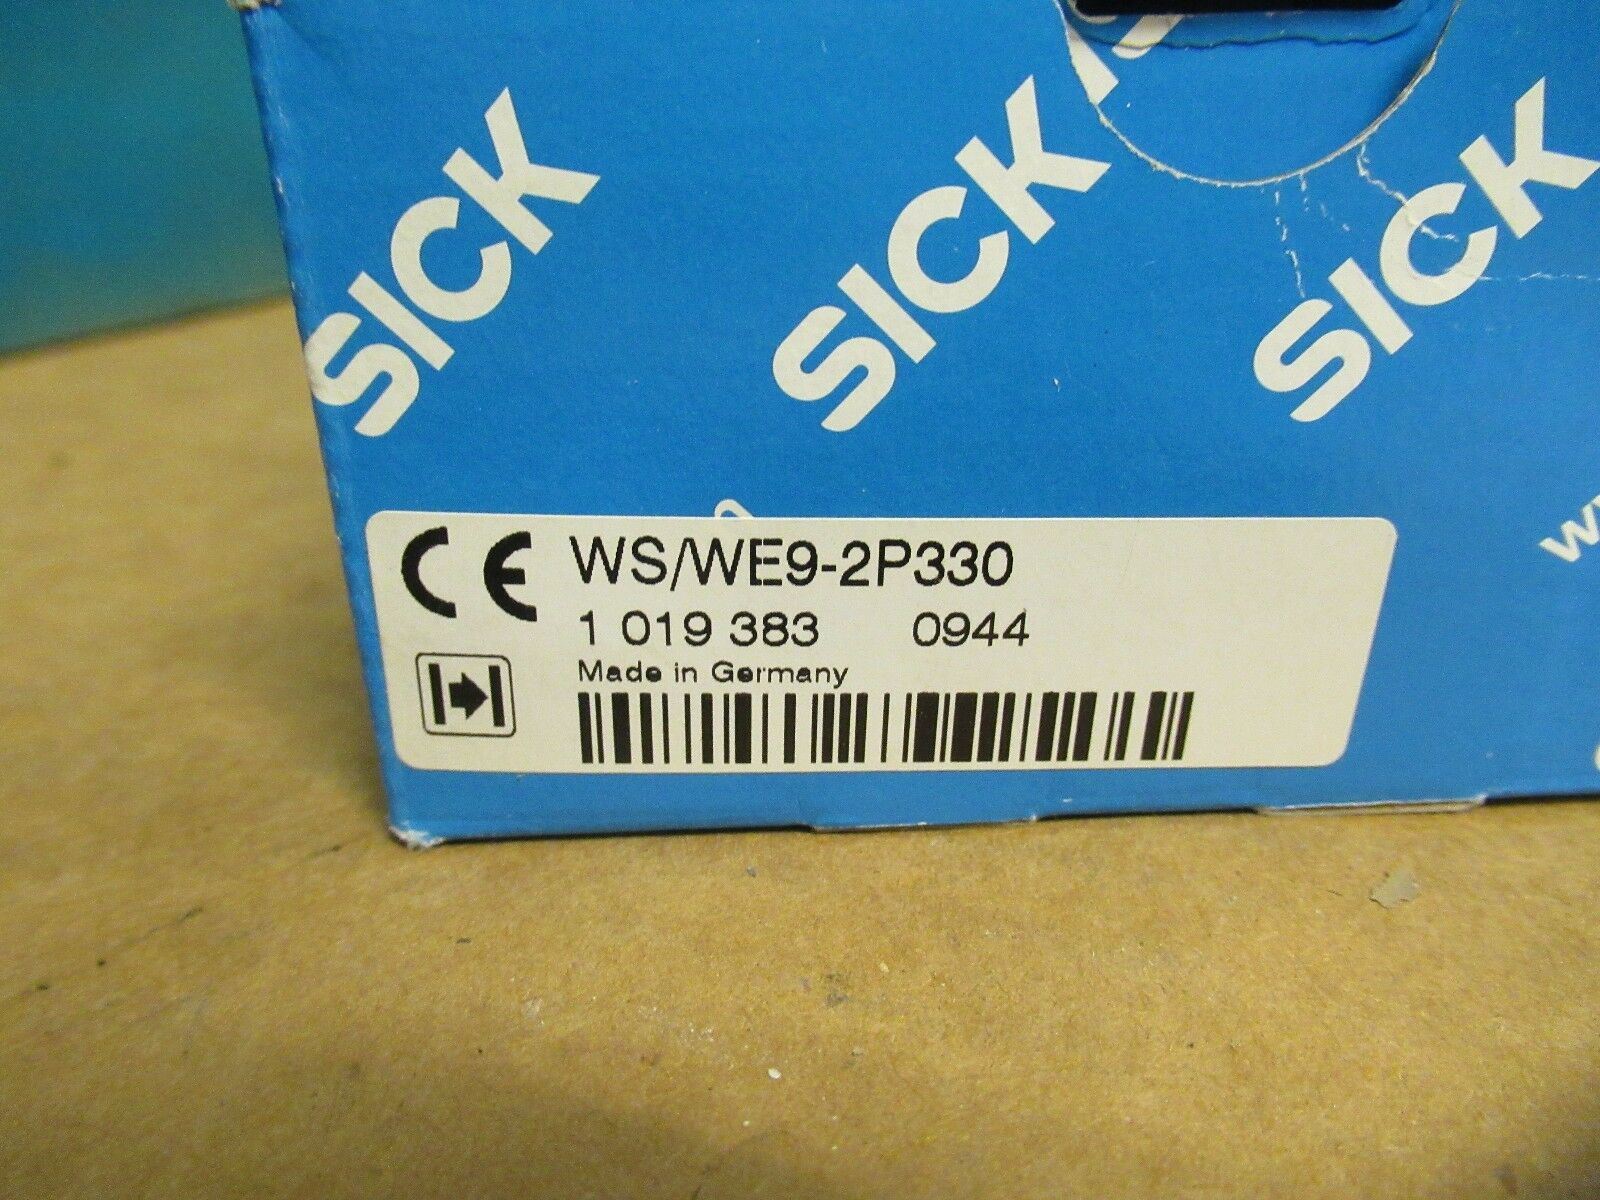 SICK
SICK
SICK
CE WS/WE9-2P330
1 019 383 0944
Made in Germany